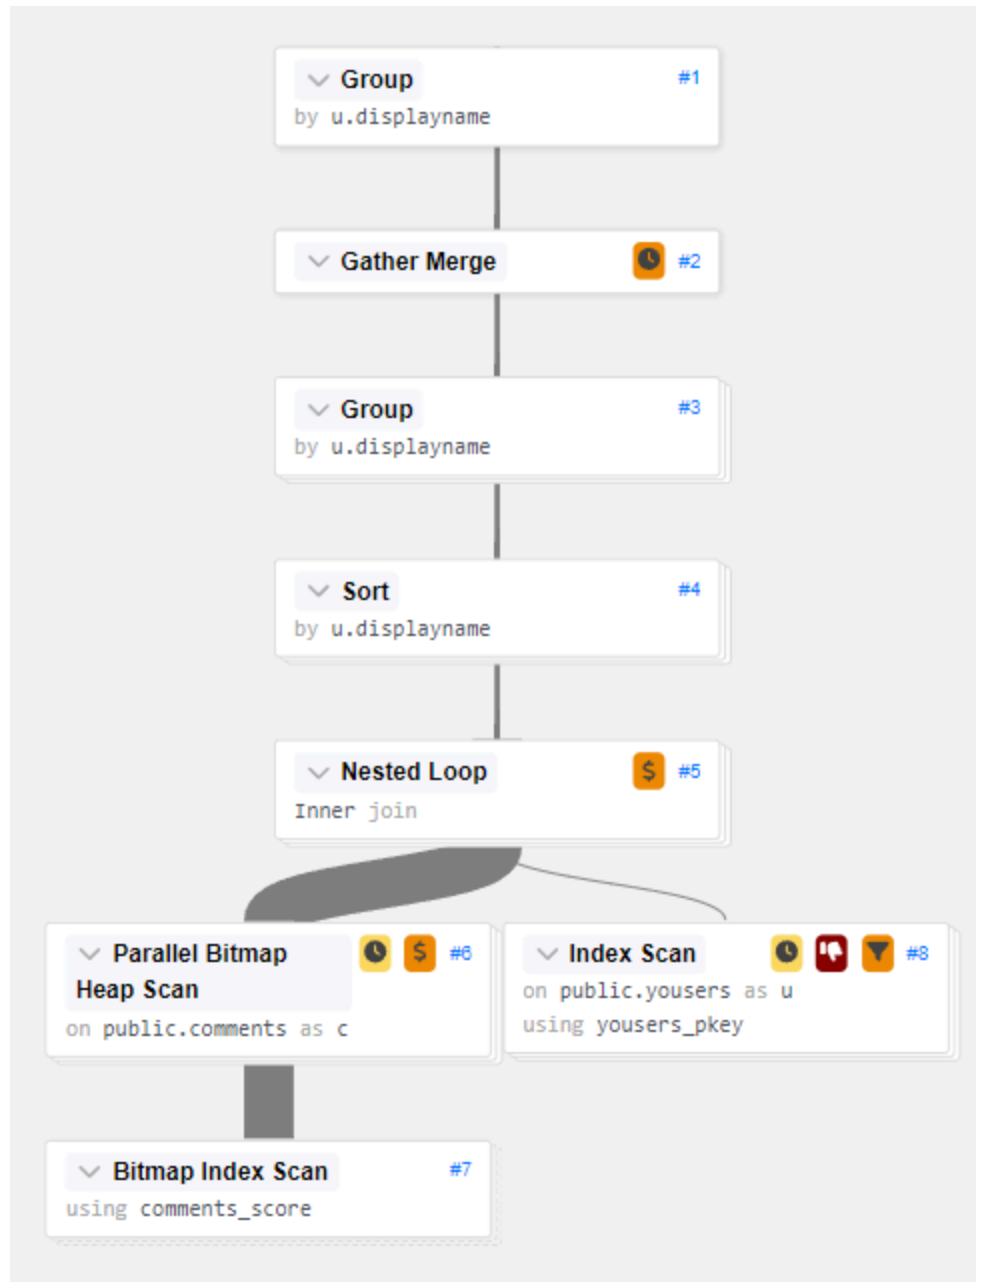 Group #1
by u.displayname
Gather Merge #2
Group #3
by u.displayname
Sort #4
by u.displayname
Nested Loop $ #5
Inner join
Parallel Bitmap
Heap Scan $ #6
on public.comments as c
Index Scan #8
on public.yousers as u
using yousers_pkey
Bitmap Index Scan #7
using comments_score